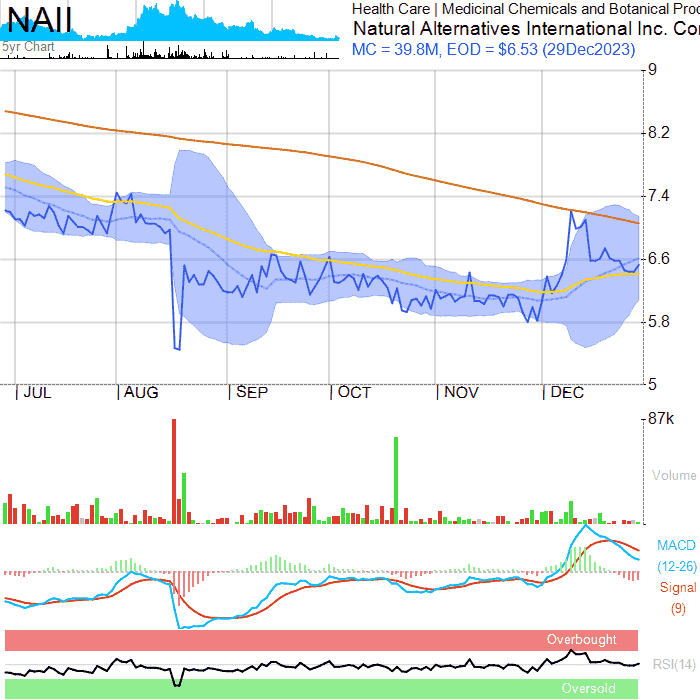 NAII
5yr Chart
Health Care | Medicinal Chemicals and Botanical Prod
Natural Alternatives International Inc. Co
MC = 39.8M, EOD = $6.53 (29Dec2023)
9
8.2
7.4
6.6
5.8
5
JUL
AUG
SEP
OCT
NOV
DEC
87k
Volume
MACD
(12-26)
Signal
(9)
Overbought
RSI(14)
Oversold